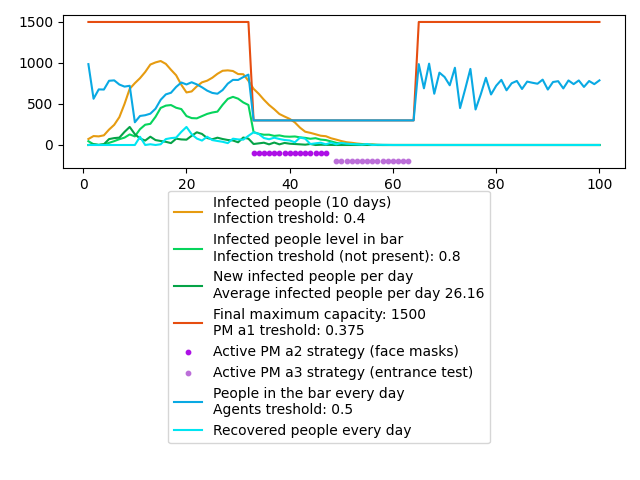 1500
1000
500
0
0 20 40 60 80 100
Infected people (10 days)
Infection treshold: 0.4
Infected people level in bar
Infection treshold (not present): 0.8
New infected people per day
Average infected people per day 26.16
Final maximum capacity: 1500
PM a1 treshold: 0.375
Active PM a2 strategy (face masks)
Active PM a3 strategy (entrance test)
People in the bar every day
Agents treshold: 0.5
Recovered people every day